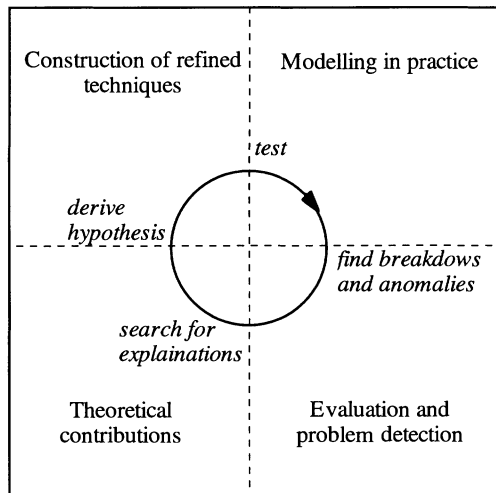 Construction of refined
techniques
Modelling in practice
test
derive
hypothesis
find breakdowns
and anomalies
search for
explainations
Theoretical
contributions
Evaluation and
problem detection